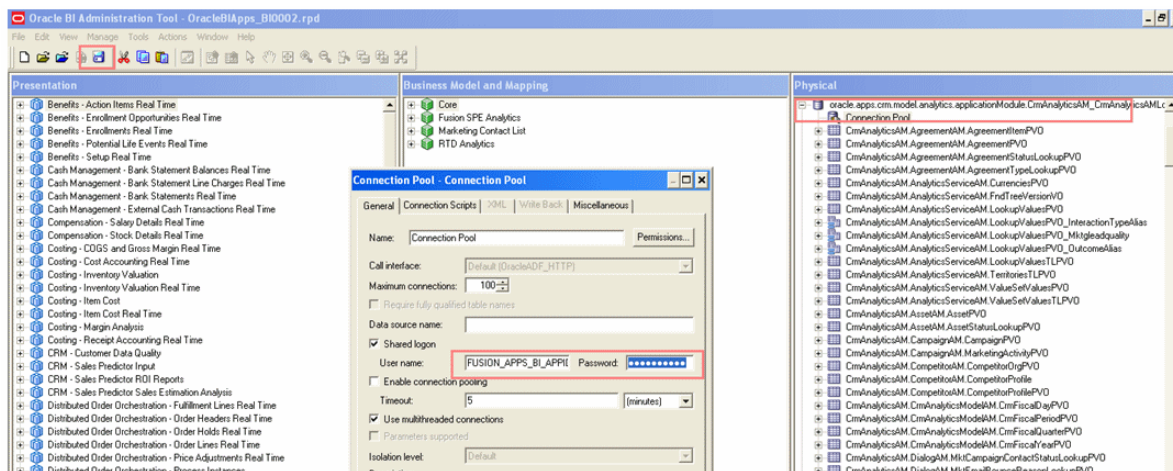 Oracle BI Administration Tool - OracleBIApps_BI0002.rpd
File Edit View Manage Tools Actions Window Help
Presentation
Benefits - Action Items Real Time
Benefits - Enrollment Opportunities Real Time
Benefits - Enrollments Real Time
Benefits - Potential Life Events Real Time
Benefits - Setup Real Time
Cash Management - Bank Statement Balances Real Time
Cash Management - Bank Statement Line Charges Real Time
Cash Management - Bank Statements Real Time
Cash Management - External Cash Transactions Real Time
Compensation - Salary Details Real Time
Compensation - Stock Details Real Time
Costing - COGS and Gross Margin Real Time
Costing - Cost Accounting Real Time
Costing - Inventory Valuation
Costing - Inventory Valuation Real Time
Costing - Item Cost
Costing - Item Cost Real Time
Costing - Margin Analysis
Costing - Receipt Accounting Real Time
CRM - Customer Data Quality
CRM - Sales Predictor Input
CRM - Sales Predictor ROI Reports
CRM - Sales Predictor Sales Estimation Analysis
Distributed Order Orchestration - Fulfillment Lines Real Time
Distributed Order Orchestration - Order Headers Real Time
Distributed Order Orchestration - Order Holds Real Time
Distributed Order Orchestration - Order Lines Real Time
Distributed Order Orchestration - Price Adjustments Real Time
Distributed Order Orchestration - Process Instances
Business Model and Mapping
Core
Fusion SPE Analytics
Marketing Contact List
RTD Analytics
Connection Pool - Connection Pool
General Connection Scripts XML Write Back Miscellaneous
Name: Connection Pool Permissions...
Call interface: Default (OracleADF_HTTP)
Maximum connections: 100
Require fully qualified table names
Data source name:
Shared logon
User name: FUSION_APPS_BI_APPI Password:
Enable connection pooling
Timeout: 5 (minutes)
Use multithreaded connections
Parameters supported
Isolation level: Default
Physical
oracle.apps.crm.model.analytics.applicationModule.CrmAnalyticsAM_CrmAnalyticsAMLo
Connection Pool
CrmAnalyticsAM.AgreementAM.AgreementItemPVO
CrmAnalyticsAM.AgreementAM.AgreementPVO
CrmAnalyticsAM.AgreementAM.AgreementStatusLookupPVO
CrmAnalyticsAM.AgreementAM.AgreementTypeLookupPVO
CrmAnalyticsAM.AnalyticsServiceAM.CurrenciesPVO
CrmAnalyticsAM.AnalyticsServiceAM.FndTreeVersionVO
CrmAnalyticsAM.AnalyticsServiceAM.LookupValuesPVO
CrmAnalyticsAM.AnalyticsServiceAM.LookupValuesPVO_InteractionTypeAlias
CrmAnalyticsAM.AnalyticsServiceAM.LookupValuesPVO_Mktgleadquality
CrmAnalyticsAM.AnalyticsServiceAM.LookupValuesPVO_OutcomeAlias
CrmAnalyticsAM.AnalyticsServiceAM.LookupValuesTLPVO
CrmAnalyticsAM.AnalyticsServiceAM.TerritoriesTLPVO
CrmAnalyticsAM.AnalyticsServiceAM.ValueSetValuesPVO
CrmAnalyticsAM.AnalyticsServiceAM.ValueSetValuesTLPVO
CrmAnalyticsAM.AssetAM.AssetPVO
CrmAnalyticsAM.AssetAM.AssetStatusLookupPVO
CrmAnalyticsAM.CampaignAM.CampaignPVO
CrmAnalyticsAM.CampaignAM.MarketingActivityPVO
CrmAnalyticsAM.CompetitorAM.CompetitorOrgPVO
CrmAnalyticsAM.CompetitorAM.CompetitorProfile
CrmAnalyticsAM.CompetitorAM.CompetitorProfilePVO
CrmAnalyticsAM.CrmAnalyticsModelAM.CrmFiscalDayPVO
CrmAnalyticsAM.CrmAnalyticsModelAM.CrmFiscalPeriodPVO
CrmAnalyticsAM.CrmAnalyticsModelAM.CrmFiscalQuarterPVO
CrmAnalyticsAM.CrmAnalyticsModelAM.CrmFiscalYearPVO
CrmAnalyticsAM.DialogAM.MktCampaignContactStatusLookupPVO
CrmAnalyticsAM.DialogAM.MktEmailBounceReasonLookupPVO